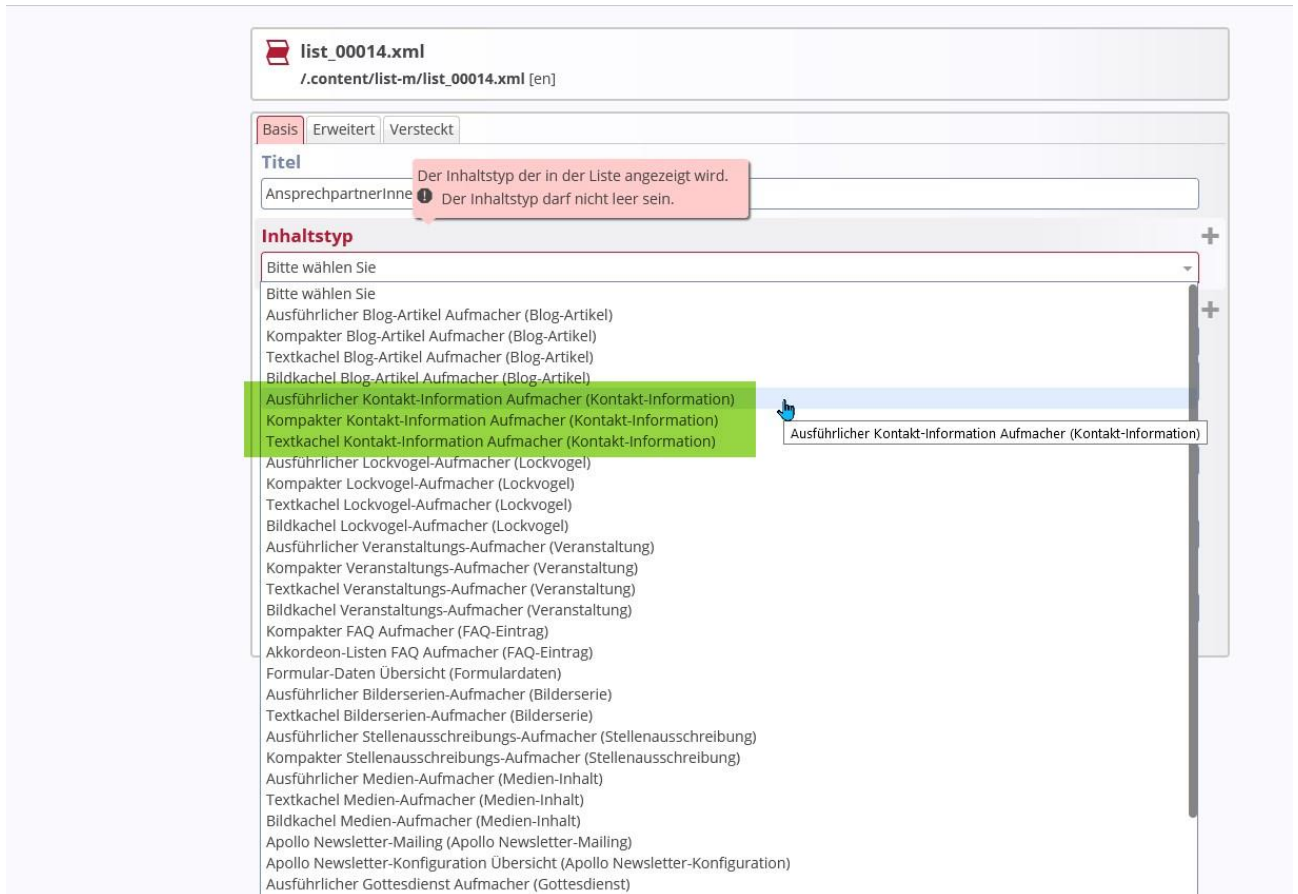 list_00014.xml
/.content/list-m/list_00014.xml [en]
Basis Erweitert Versteckt
Titel
Der Inhaltstyp der in der Liste angezeigt wird.
AnsprechpartnerInne
Der Inhaltstyp darf nicht leer sein.
Inhaltstyp
Bitte wählen Sie
Bitte wählen Sie
Ausführlicher Blog-Artikel Aufmacher (Blog-Artikel)
Kompakter Blog-Artikel Aufmacher (Blog-Artikel)
Textkachel Blog-Artikel Aufmacher (Blog-Artikel)
Bildkachel Blog-Artikel Aufmacher (Blog-Artikel)
Ausführlicher Kontakt-Information Aufmacher (Kontakt-Information)
Kompakter Kontakt-Information Aufmacher (Kontakt-Information)
Ausführlicher Kontakt-Information Aufmacher (Kontakt-Information)
Textkachel Kontakt-Information Aufmacher (Kontakt-Information)
Ausführlicher Lockvogel-Aufmacher (Lockvogel)
Kompakter Lockvogel-Aufmacher (Lockvogel)
Textkachel Lockvogel-Aufmacher (Lockvogel)
Bildkachel Lockvogel-Aufmacher (Lockvogel)
Ausführlicher Veranstaltungs-Aufmacher (Veranstaltung)
Kompakter Veranstaltungs-Aufmacher (Veranstaltung)
Textkachel Veranstaltungs-Aufmacher (Veranstaltung)
Bildkachel Veranstaltungs-Aufmacher (Veranstaltung)
Kompakter FAQ Aufmacher (FAQ-Eintrag)
Akkordeon-Listen FAQ Aufmacher (FAQ-Eintrag)
Formular-Daten Übersicht (Formulardaten)
Ausführlicher Bilderserien-Aufmacher (Bilderserie)
Textkachel Bilderserien-Aufmacher (Bilderserie)
Ausführlicher Stellenausschreibungs-Aufmacher (Stellenausschreibung)
Kompakter Stellenausschreibungs-Aufmacher (Stellenausschreibung)
Ausführlicher Medien-Aufmacher (Medien-Inhalt)
Textkachel Medien-Aufmacher (Medien-Inhalt)
Bildkachel Medien-Aufmacher (Medien-Inhalt)
Apollo Newsletter-Mailing (Apollo Newsletter-Mailing)
Apollo Newsletter-Konfiguration Übersicht (Apollo Newsletter-Konfiguration)
Ausführlicher Gottesdienst Aufmacher (Gottesdienst)